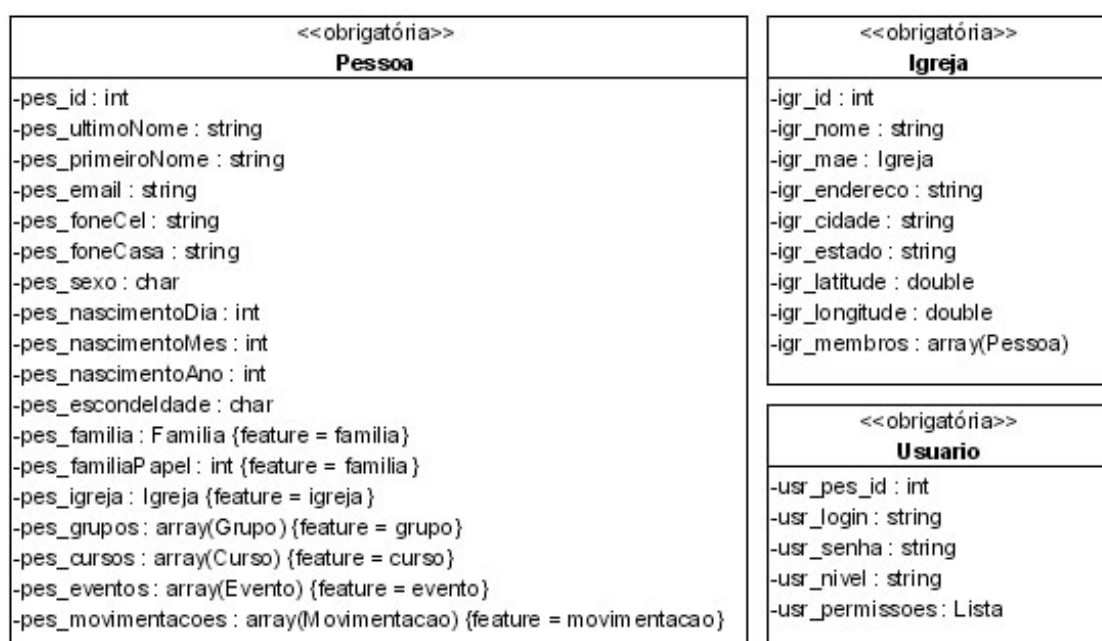 <<obrigatória>>
Pessoa
-pes_id : int
-pes_ultimoNome : string
-pes_primeiroNome : string
-pes_email : string
-pes_foneCel : string
-pes_foneCasa : string
-pes_sexo : char
-pes_nascimentoDia : int
-pes_nascimentoMes : int
-pes_nascimentoAno : int
-pes_escondeIdade : char
-pes_familia : Familia {feature = familia}
-pes_familiaPapel : int {feature = familia}
-pes_igreja : Igreja {feature = igreja}
-pes_grupos : array(Grupo) {feature = grupo}
-pes_cursos : array(Curso) {feature = curso}
-pes_eventos : array(Evento) {feature = evento}
-pes_movimentacoes : array(Movimentacao) {feature = movimentacao}
<<obrigatória>>
Igreja
-igr_id : int
-igr_nome : string
-igr_mae : Igreja
-igr_endereco : string
-igr_cidade : string
-igr_estado : string
-igr_latitude : double
-igr_longitude : double
-igr_membros : array(Pessoa)
<<obrigatória>>
Usuario
-usr_pes_id : int
-usr_login : string
-usr_senha : string
-usr_nivel : string
-usr_permissoes : Lista